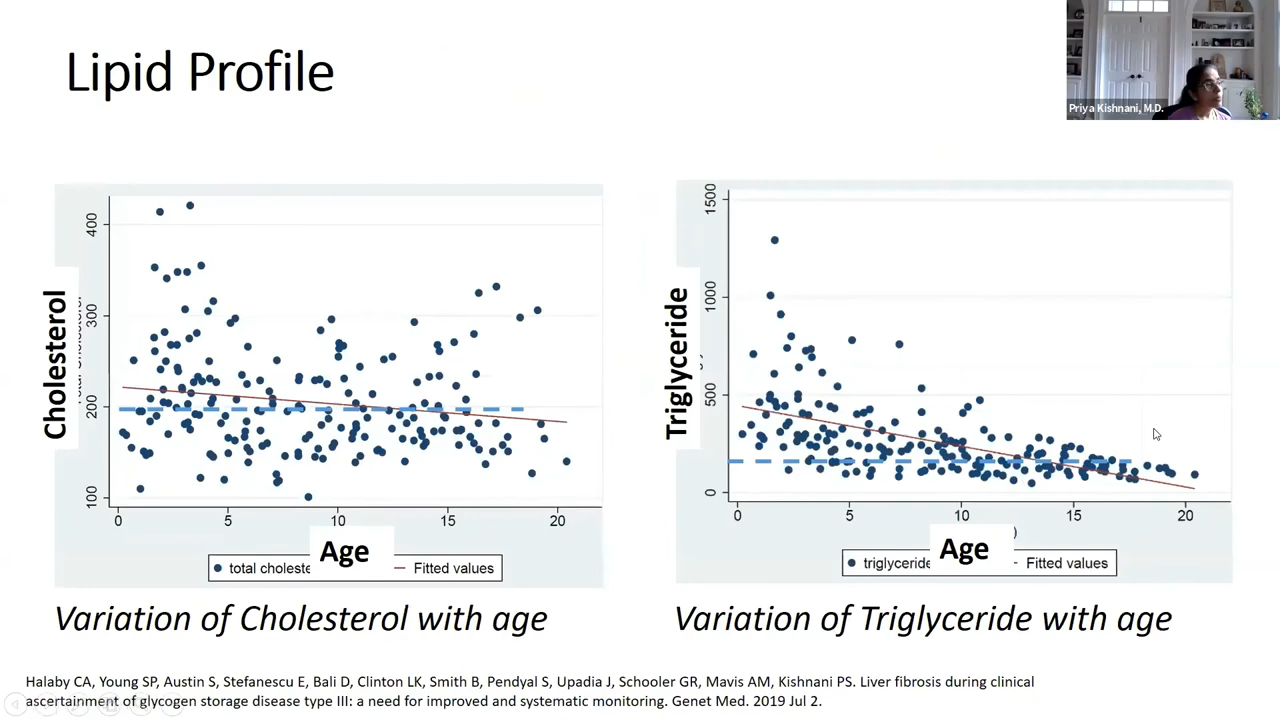 Lipid Profile
Priya Kishnani, M.D.
Cholesterol
400
300
200
100
0
5
10
15
20
Age
total choleste
Fitted values
Variation of Cholesterol with age
Triglyceride
1500
1000
500
0
0
5
10
15
20
)
Age
triglyceride
Fitted values
Variation of Triglyceride with age
Halaby CA, Young SP, Austin S, Stefanescu E, Bali D, Clinton LK, Smith B, Pendyal S, Upadia J, Schooler GR, Mavis AM, Kishnani PS. Liver fibrosis during clinical
ascertainment of glycogen storage disease type III: a need for improved and systematic monitoring. Genet Med. 2019 Jul 2.